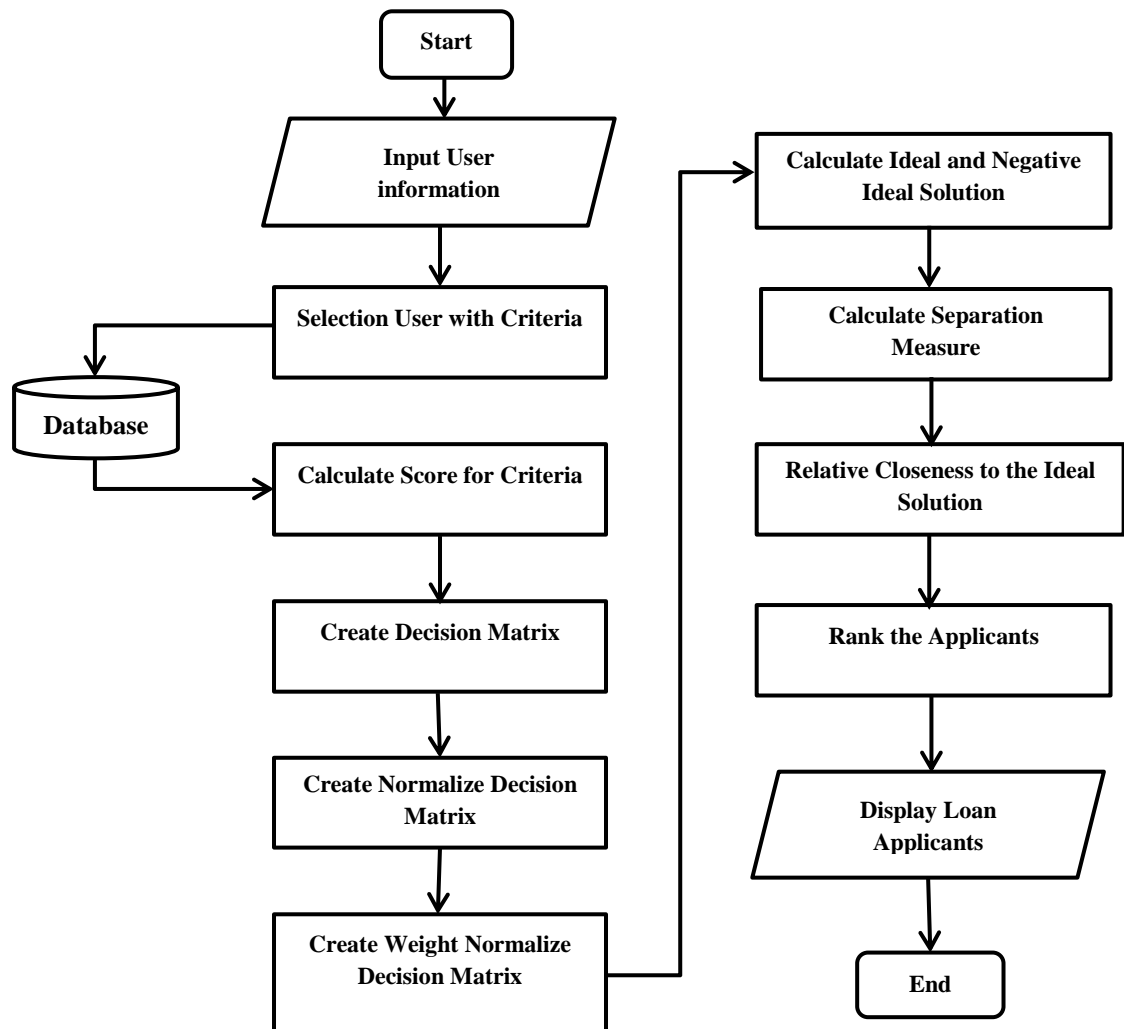 Start
Input User
information
Selection User with Criteria
Database
Calculate Score for Criteria
Create Decision Matrix
Create Normalize Decision
Matrix
Create Weight Normalize
Decision Matrix
Calculate Ideal and Negative
Ideal Solution
Calculate Separation
Measure
Relative Closeness to the Ideal
Solution
Rank the Applicants
Display Loan
Applicants
End